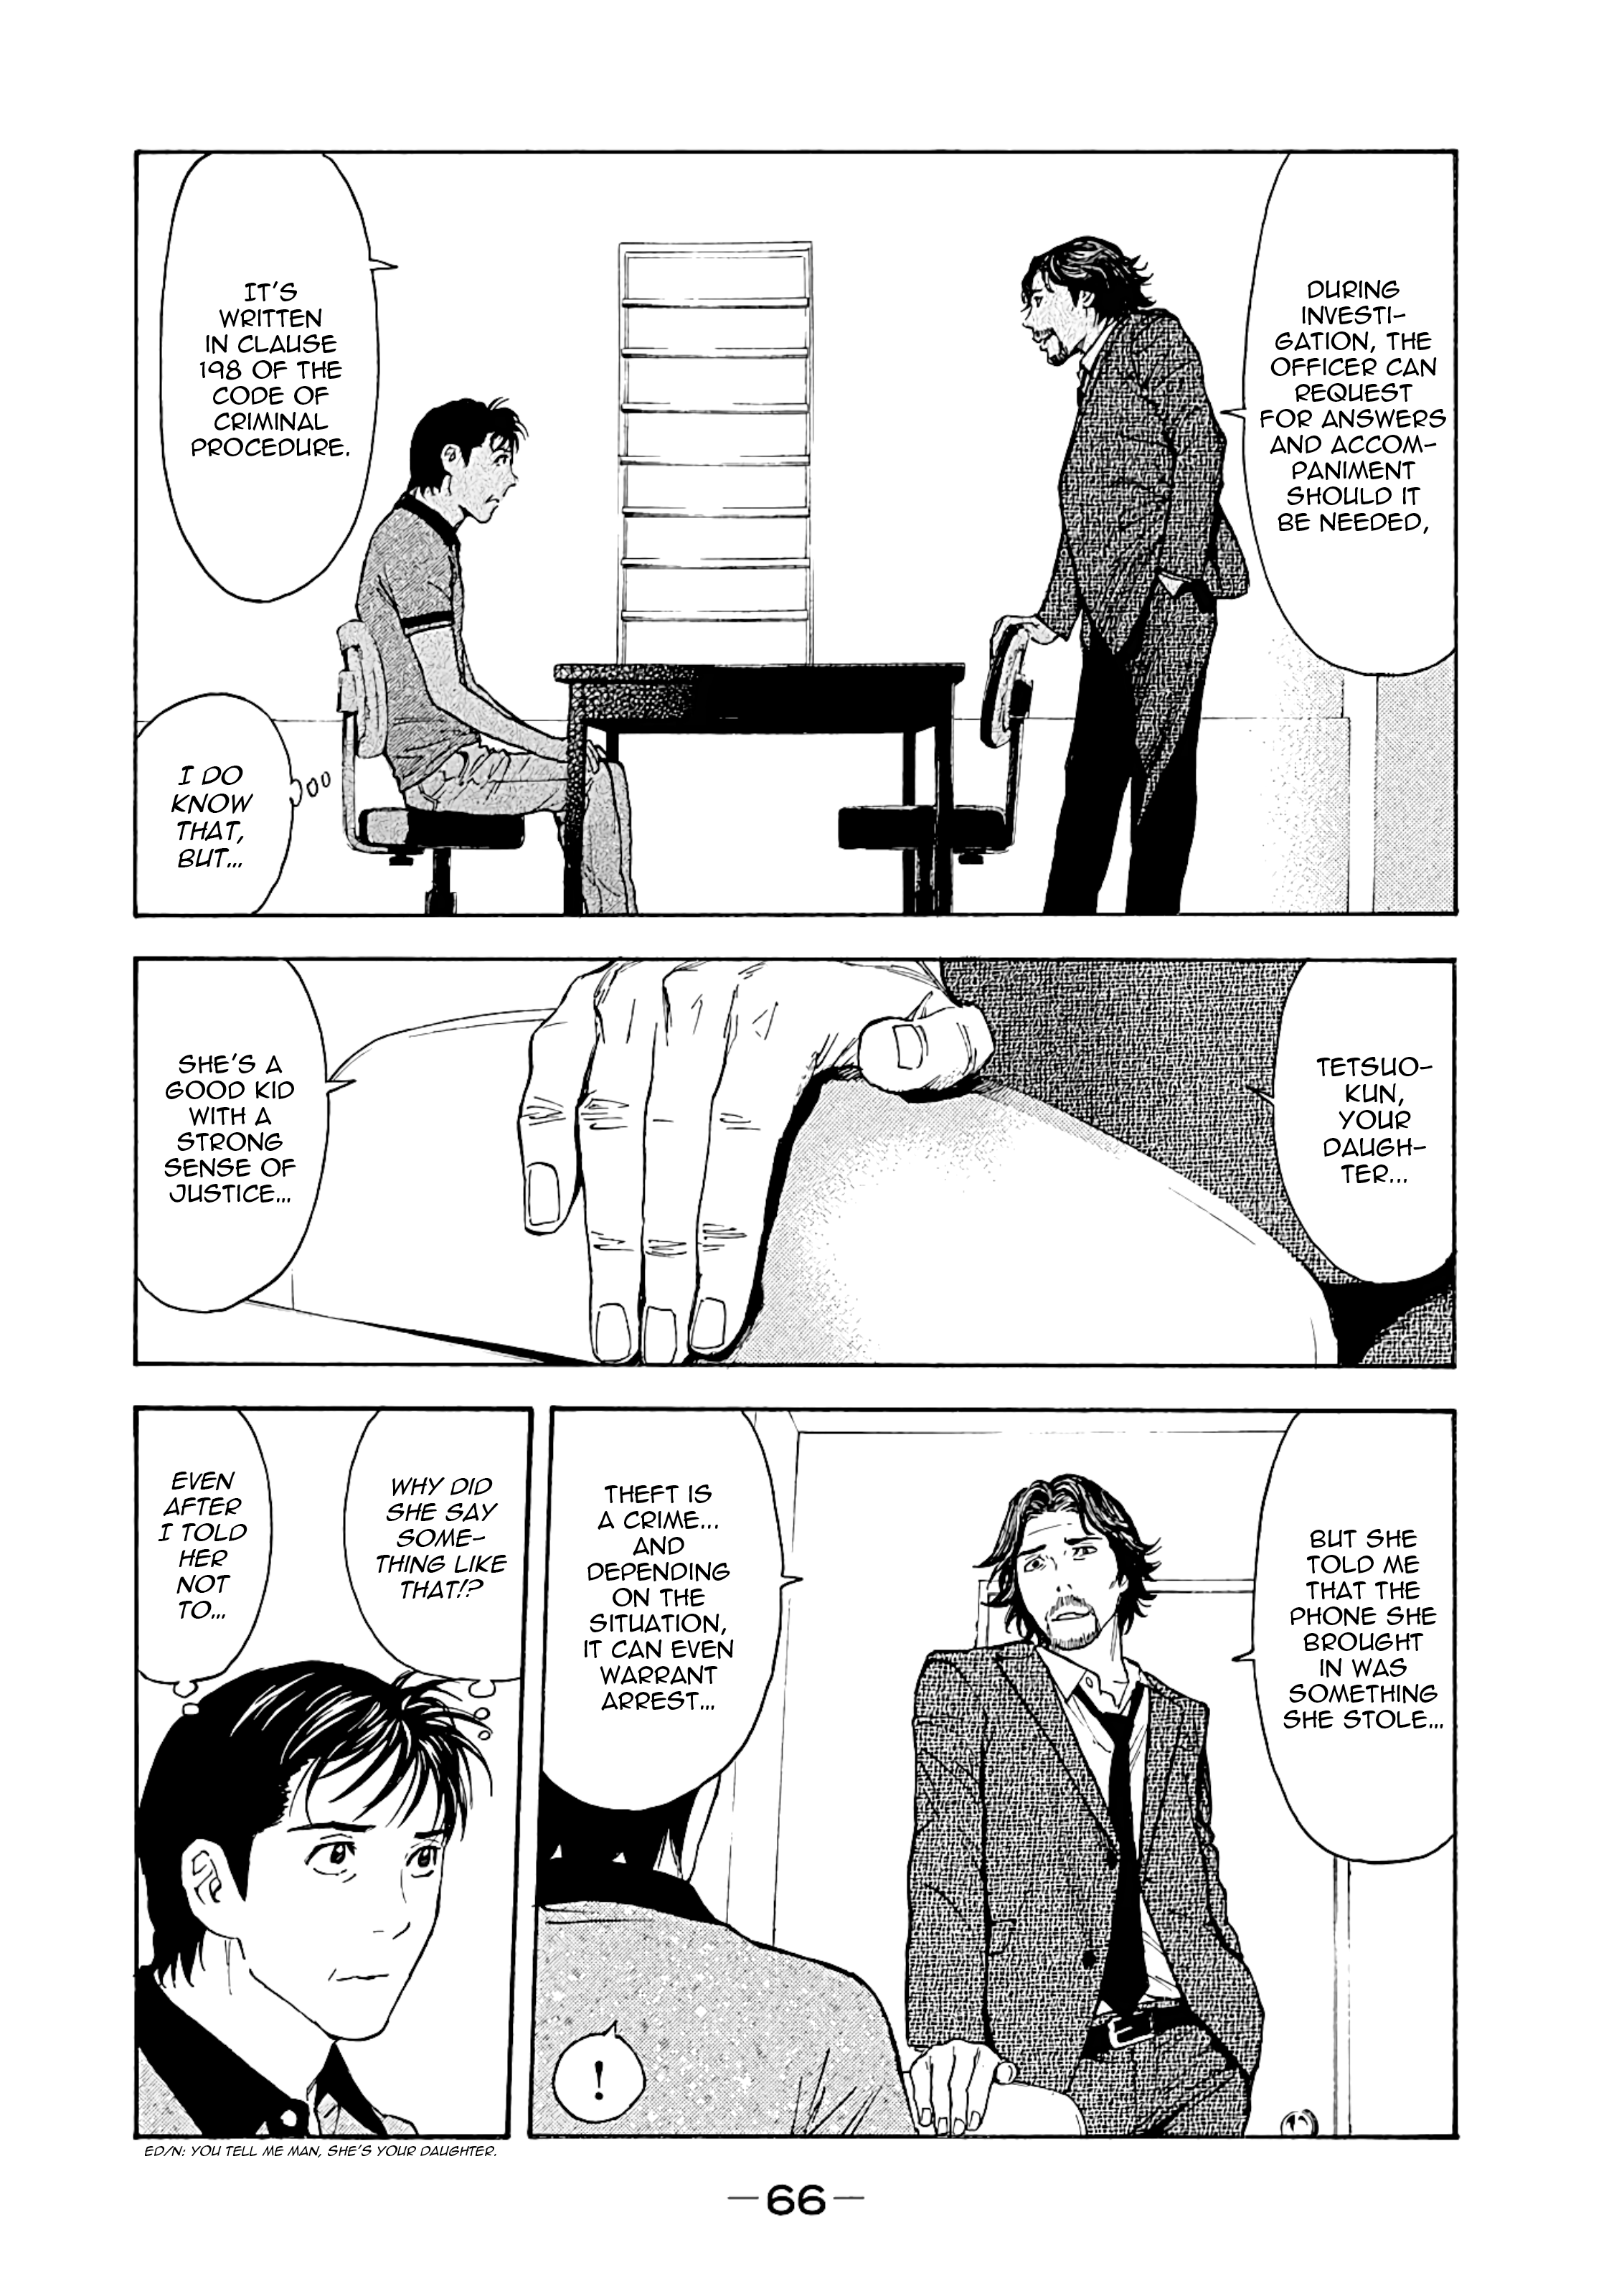 DURING
INVESTI-
GATION, THE
OFFICER CAN
REQUEST
FOR ANSWERS
AND ACCOM-
PANIMENT
SHOULD IT
BE NEEDED,
IT'S
WRITTEN
IN CLAUSE
198 OF THE
CODE OF
CRIMINAL
PROCEDURE.
I DO
KNOW
THAT,
BUT...
TETSUO-
KUN,
YOUR
DAUGH-
TER...
SHE'S A
GOOD KID
WITH A
STRONG
SENSE OF
JUSTICE...
BUT SHE
TOLD ME
THAT THE
PHONE SHE
BROUGHT
IN WAS
SOMETHING
SHE STOLE...
THEFT IS
A CRIME...
AND
DEPENDING
ON THE
SITUATION,
IT CAN EVEN
WARRANT
ARREST...
!
WHY DID
SHE SAY
SOME-
THING LIKE
THAT!?
EVEN
AFTER
I TOLD
HER
NOT
TO...
ED/N: YOU TELL ME MAN, SHE'S YOUR DAUGHTER.
—66—